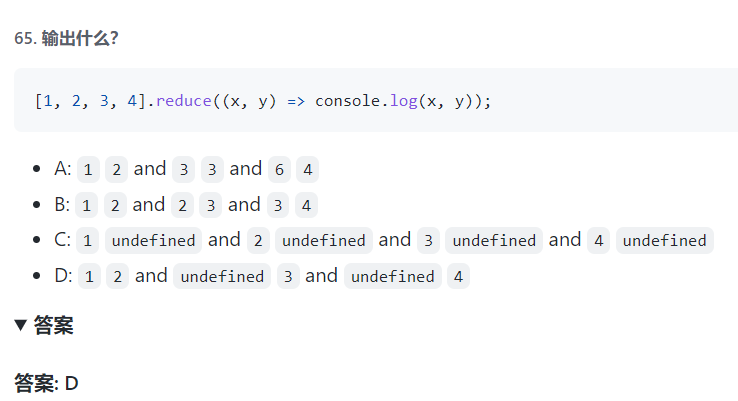 65. 输出什么?
[1, 2, 3, 4].reduce((x, y) => console.log(x, y));
A: 1 2 and 3 3 and 6 4
B: 1 2 and 2 3 and 3 4
C: 1 undefined and 2 undefined and 3 undefined and 4 undefined
D: 1 2 and undefined 3 and undefined 4
答案
答案: D